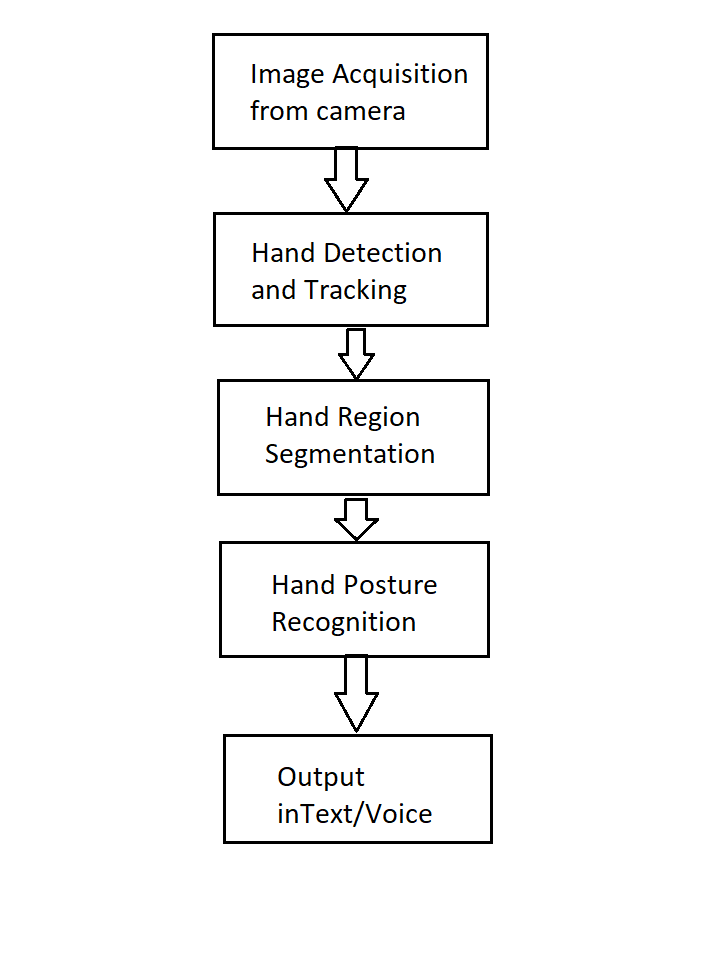 Image Acquisition
from camera
Hand Detection
and Tracking
Hand Region
Segmentation
Hand Posture
Recognition
Output
inText/Voice